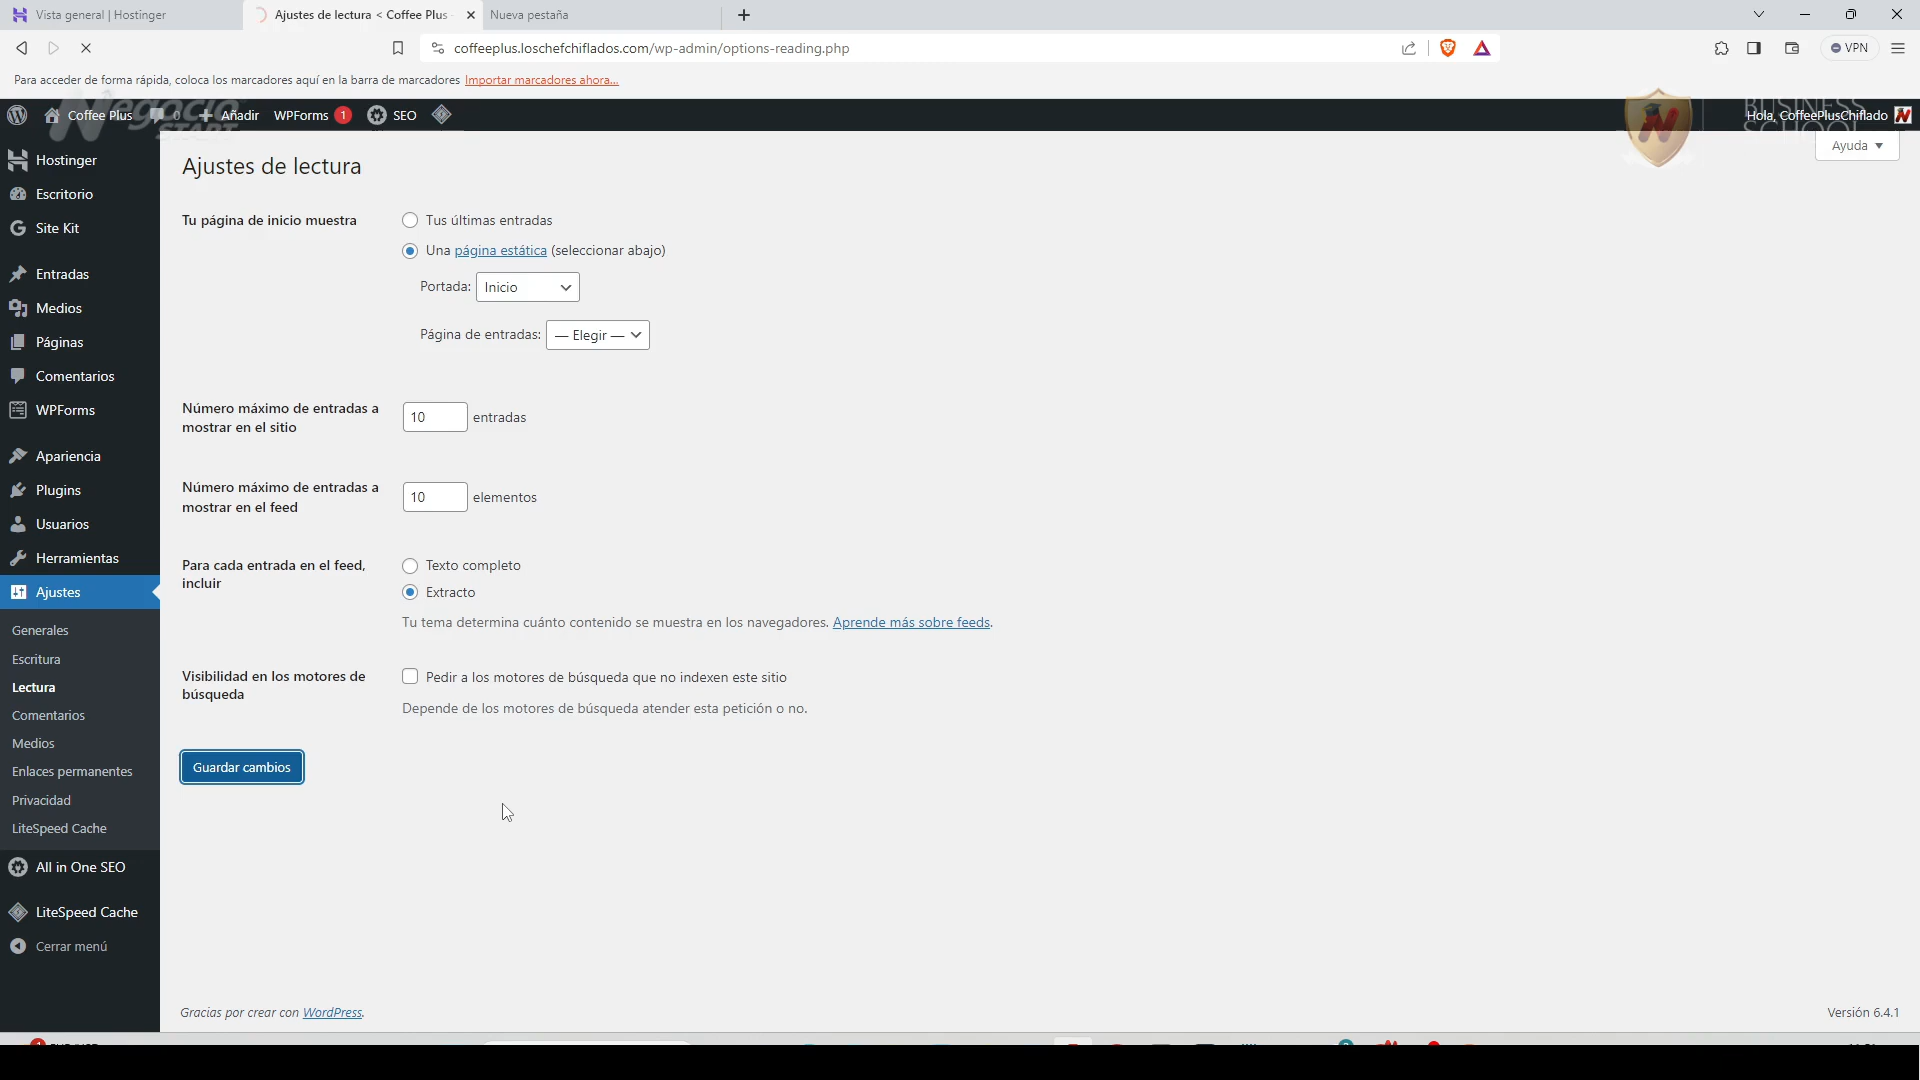 Vista general | Hostinger
Ajustes de lectura < Coffee Plus
Nueva pestaña
coffeeplus.loschefchiflados.com/wp-admin/options-reading.php
VPN
Para acceder de forma rápida, coloca los marcadores aquí en la barra de marcadores Importar marcadores ahora...
Coffee Plus
0
Añadir
WPForms 1
SEO
Hola, CoffeePlusChiflado
Negocio
START
BUSINESS
SCHOOL
Ayuda
Hostinger
Escritorio
Site Kit
Entradas
Medios
Páginas
Comentarios
WPForms
Apariencia
Plugins
Usuarios
Herramientas
Ajustes
Generales
Escritura
Lectura
Comentarios
Medios
Enlaces permanentes
Privacidad
LiteSpeed Cache
All in One SEO
LiteSpeed Cache
Cerrar menú
Ajustes de lectura
Tu página de inicio muestra
Tus últimas entradas
Una página estática (seleccionar abajo)
Portada: Inicio
Página de entradas: — Elegir —
Número máximo de entradas a
mostrar en el sitio
10 entradas
Número máximo de entradas a
mostrar en el feed
10 elementos
Para cada entrada en el feed,
incluir
Texto completo
Extracto
Tu tema determina cuánto contenido se muestra en los navegadores. Aprende más sobre feeds.
Visibilidad en los motores de
búsqueda
Pedir a los motores de búsqueda que no indexen este sitio
Depende de los motores de búsqueda atender esta petición o no.
Guardar cambios
Gracias por crear con WordPress.
Versión 6.4.1